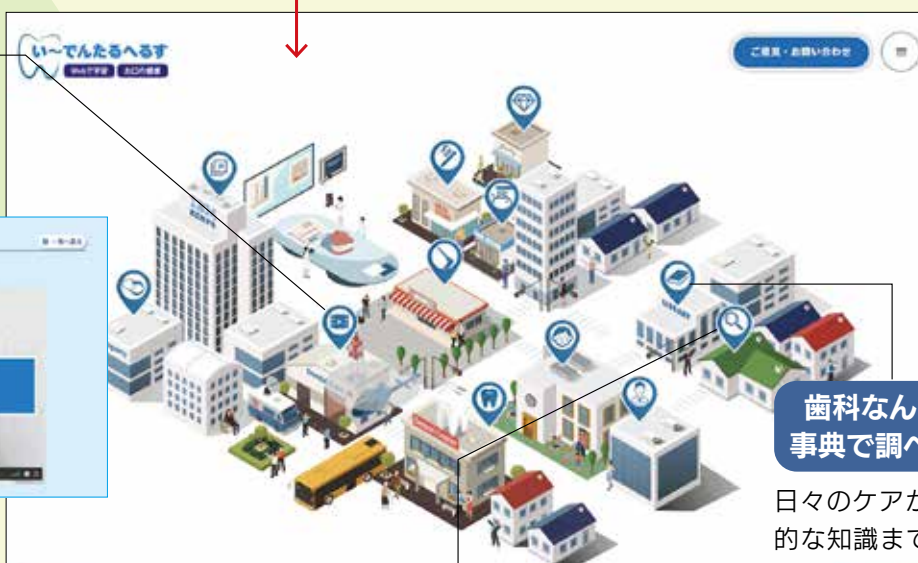 い〜でんたるへるす
Webで学習 お口の健康
ご意見・お問い合わせ
歯科なん
事典で調べ
日々のケアか
的な知識まで